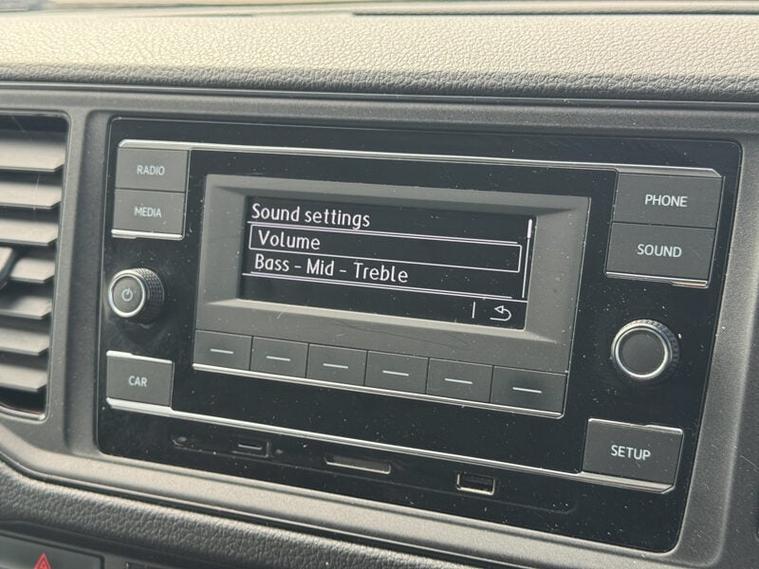 RADIO
MEDIA
Sound settings
Volume
Bass - Mid - Treble
PHONE
SOUND
CAR
SETUP